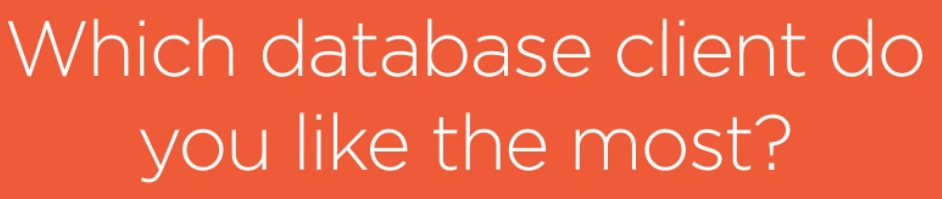 Which database client do
you like the most?